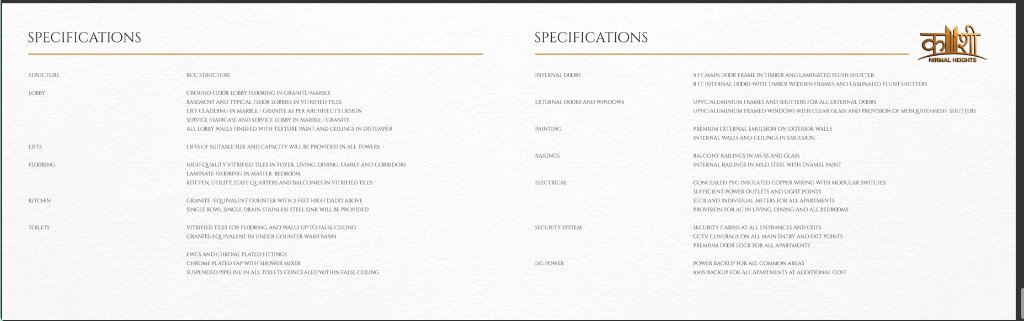 SPECIFICATIONS
STRUCTURE
RCC STRUCTURE
LOBBY
GROUND FLOOR LOBBY FLOORING IN GRANITE/MARBLE
BASEMENT AND TYPICAL FLOOR LOBBIES IN VITRIFIED TILES
LIFT CLADDING IN MARBLE / GRANITE AS PER ARCHITECT'S DESIGN
SERVICE STAIRCASE AND SERVICE LOBBY IN MARBLE / GRANITE
ALL LOBBY WALLS FINISHED WITH TEXTURE PAINT AND CEILINGS IN DISTEMPER
LIFTS
LIFTS OF SUITABLE SIZE AND CAPACITY WILL BE PROVIDED IN ALL TOWERS
FLOORING
HIGH QUALITY VITRIFIED TILES IN FOYER, LIVING, DINING, FAMILY AND CORRIDORS
LAMINATE FLOORING IN MASTER BEDROOM.
KITCHEN, UTILITY, STAFF QUARTERS AND BALCONIES IN VITRIFIED TILES
KITCHEN
GRANITE /EQUIVALENT COUNTER WITH 2 FEET HIGH DADO ABOVE
SINGLE BOWL SINGLE DRAIN STAINLESS STEEL SINK WILL BE PROVIDED
TOILETS
VITRIFIED TILES FOR FLOORING AND WALLS UP TO FALSE CEILING
GRANITE/EQUIVALENT IN UNDER COUNTER WASH BASIN
EWCS AND CHROME PLATED FITTINGS
CHROME PLATED TAP WITH SHOWER MIXER
SUSPENDED PIPELINE IN ALL TOILETS CONCEALED WITHIN FALSE CEILING
SPECIFICATIONS
काशी
NIRMAL HEIGHTS
INTERNAL DOORS
9 FT MAIN DOOR FRAME IN TIMBER AND LAMINATED FLUSH SHUTTER
8 FT INTERNAL DOORS WITH TIMBER WOODEN FRAMES AND LAMINATED FLUSH SHUTTERS
EXTERNAL DOORS AND WINDOWS
UPVC/ALUMINIUM FRAMES AND SHUTTERS FOR ALL EXTERNAL DOORS
UPVC/ALUMINIUM FRAMED WINDOWS WITH CLEAR GLASS AND PROVISION OF MOSQUITO MESH SHUTTERS
PAINTING
PREMIUM EXTERNAL EMULSION ON EXTERIOR WALLS
INTERNAL WALLS AND CEILINGS IN EMULSION
RAILINGS
BALCONY RAILINGS IN MS/SS AND GLASS
INTERNAL RAILINGS IN MILD STEEL WITH ENAMEL PAINT
ELECTRICAL
CONCEALED PVC INSULATED COPPER WIRING WITH MODULAR SWITCHES.
SUFFICIENT POWER OUTLETS AND LIGHT POINTS
ELCB AND INDIVIDUAL METERS FOR ALL APARTMENTS
PROVISION FOR AC IN LIVING, DINING AND ALL BEDROOMS
SECURITY SYSTEM
SECURITY CABINS AT ALL ENTRANCES AND EXITS
CCTV COVERAGE ON ALL MAIN ENTRY AND EXIT POINTS
PREMIUM DOOR LOCK FOR ALL APARTMENTS
DG POWER
POWER BACKUP FOR ALL COMMON AREAS
100% BACKUP FOR ALL APARTMENTS AT ADDITIONAL COST